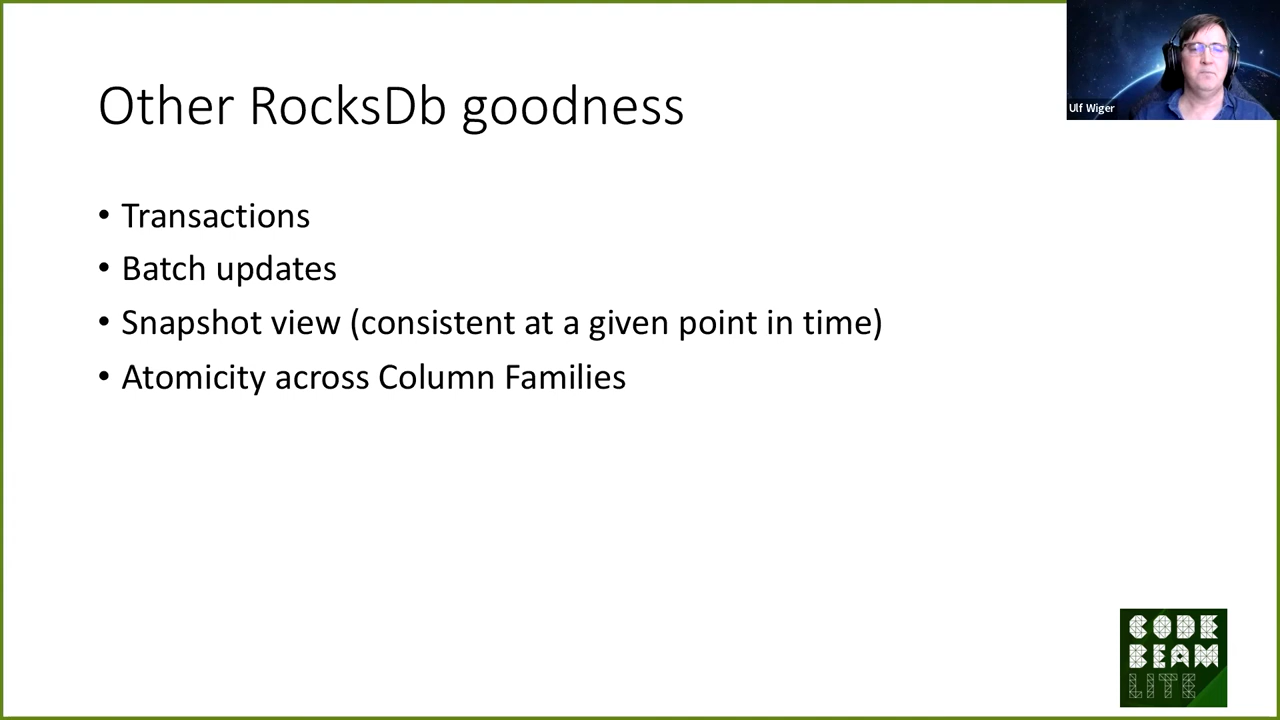 Other RocksDb goodness
Ulf Wiger
• Transactions
• Batch updates
• Snapshot view (consistent at a given point in time)
• Atomicity across Column Families
CODE
BEAM
LITE